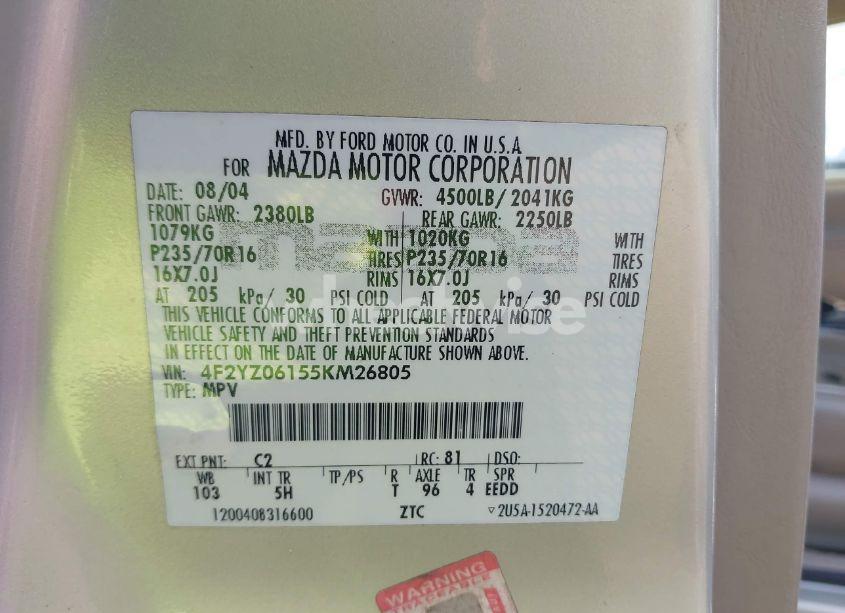 MFD. BY FORD MOTOR CO. IN U.S.A
FOR MAZDA MOTOR CORPORATION
DATE: 08/04 GVWR: 4500LB/ 2041KG
FRONT GAWR: 2380LB REAR GAWR: 2250LB
1079KG WITH 1020KG WITH
P235/70R16 TIRES P235/70R16 TIRES
16X7.0J RIMS 16X7.0J RIMS
AT 205 kPa/ 30 PSI COLD AT 205 kPa/ 30 PSI COLD
THIS VEHICLE CONFORMS TO ALL APPLICABLE FEDERAL MOTOR
VEHICLE SAFETY AND THEFT PREVENTION STANDARDS
IN EFFECT ON THE DATE OF MANUFACTURE SHOWN ABOVE.
VIN: 4F2YZ06155KM26805
TYPE: MPV
EXT PNT: C2 RC: 81 DSO:
WB INT TR TP/PS R AXLE TR SPR
103 5H T 96 4 EEDD
1200408316600 ZTC ▽2U5A-1520472-AA
WARNING